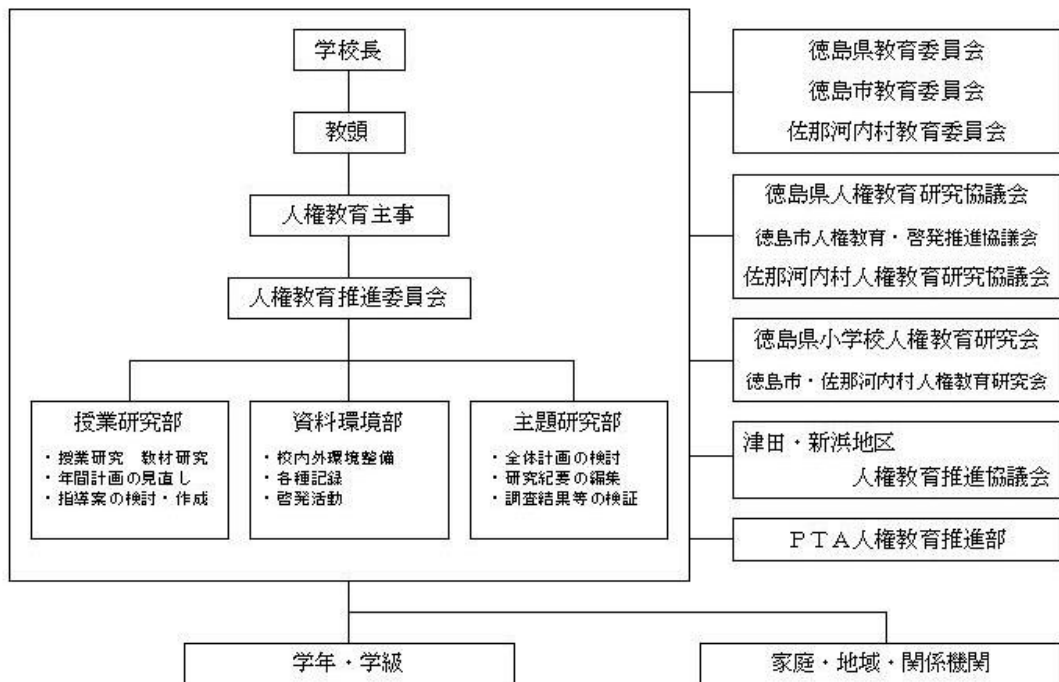 学校長
教頭
人権教育主事
人権教育推進委員会
授業研究部
・授業研究　教材研究
・年間計画の見直し
・指導案の検討・作成
資料環境部
・校内外環境整備
・各種記録
・啓発活動
主題研究部
・全体計画の検討
・研究紀要の編集
・調査結果等の検証
徳島県教育委員会
徳島市教育委員会
佐那河内村教育委員会
徳島県人権教育研究協議会
徳島市人権教育・啓発推進協議会
佐那河内村人権教育研究協議会
徳島県小学校人権教育研究会
徳島市・佐那河内村人権教育研究会
津田・新浜地区
人権教育推進協議会
ＰＴＡ人権教育推進部
学年・学級
家庭・地域・関係機関